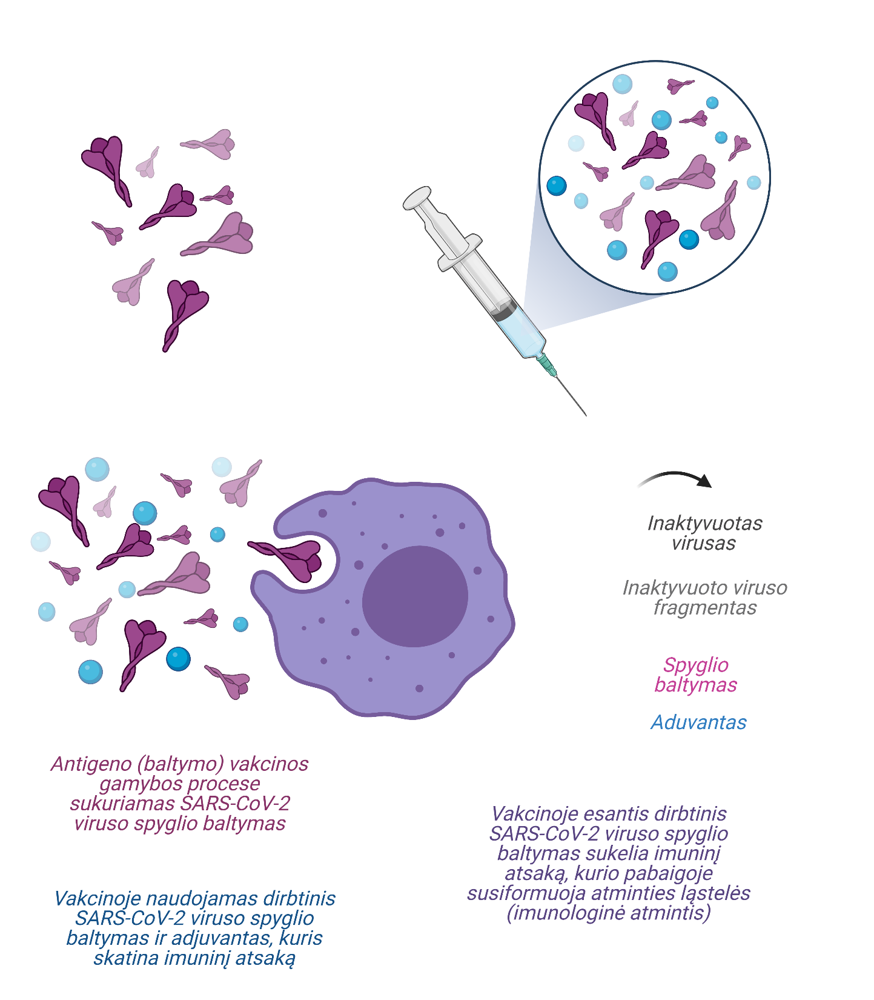 Inaktyvuotas
virusas
Inaktyvuoto viruso
fragmentas
Spyglio
baltymas
Aduvantas
Antigeno (baltymo) vakcinos
gamybos procese
sukuriamas SARS-CoV-2
viruso spyglio baltymas
Vakcinoje naudojamas dirbtinis
SARS-CoV-2 viruso spyglio
baltymas ir adjuvantas, kuris
skatina imuninį atsaką
Vakcinoje esantis dirbtinis
SARS-CoV-2 viruso spyglio
baltymas sukelia imuninį
atsaką, kurio pabaigoje
susiformuoja atminties ląstelės
(imunologinė atmintis)